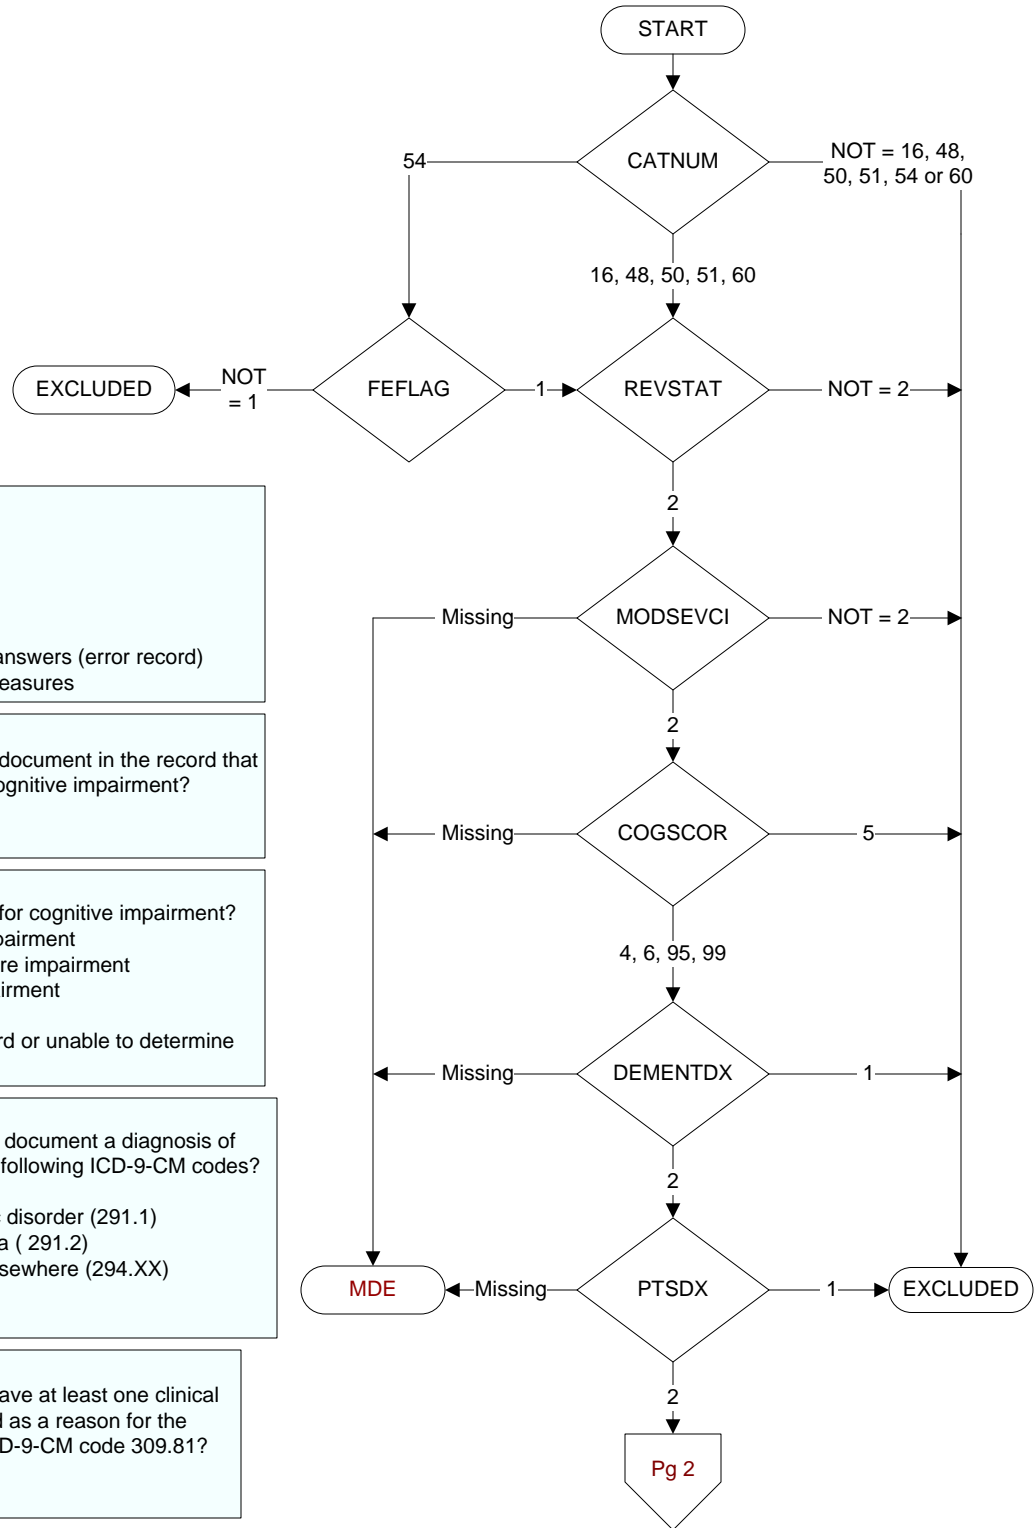 START
CATNUM
54
NOT = 16, 48,
50, 51, 54 or 60
16, 48, 50, 51, 60
EXCLUDED
NOT
= 1
FEFLAG
1
REVSTAT
NOT = 2
2
answers (error record)
easures
Missing
MODSEVCI
NOT = 2
2
document in the record that
ognitive impairment?
Missing
COGSCOR
5
for cognitive impairment?
pairment
re impairment
airment
rd or unable to determine
4, 6, 95, 99
Missing
DEMENTDX
1
document a diagnosis of
following ICD-9-CM codes?
c disorder (291.1)
a ( 291.2)
sewhere (294.XX)
2
MDE
Missing
PTSDX
1
EXCLUDED
ave at least one clinical
d as a reason for the
D-9-CM code 309.81?
2
Pg 2